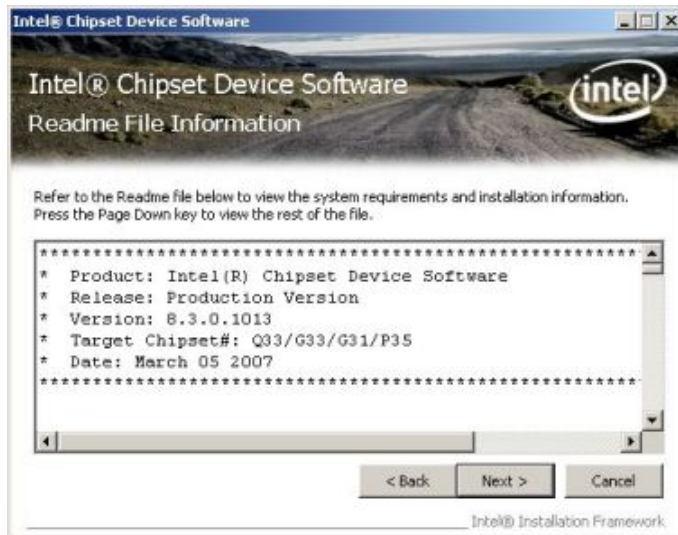 Intel® Chipset Device Software
Intel® Chipset Device Software
intel
Readme File Information
Refer to the Readme file below to view the system requirements and installation information.
Press the Page Down key to view the rest of the file.
************************************************************
* Product: Intel(R) Chipset Device Software
* Release: Production Version
* Version: 8.3.0.1013
* Target Chipset#: Q33/G33/G31/P35
* Date: March 05 2007
************************************************************
< Back
Next >
Cancel
Intel® Installation Framework